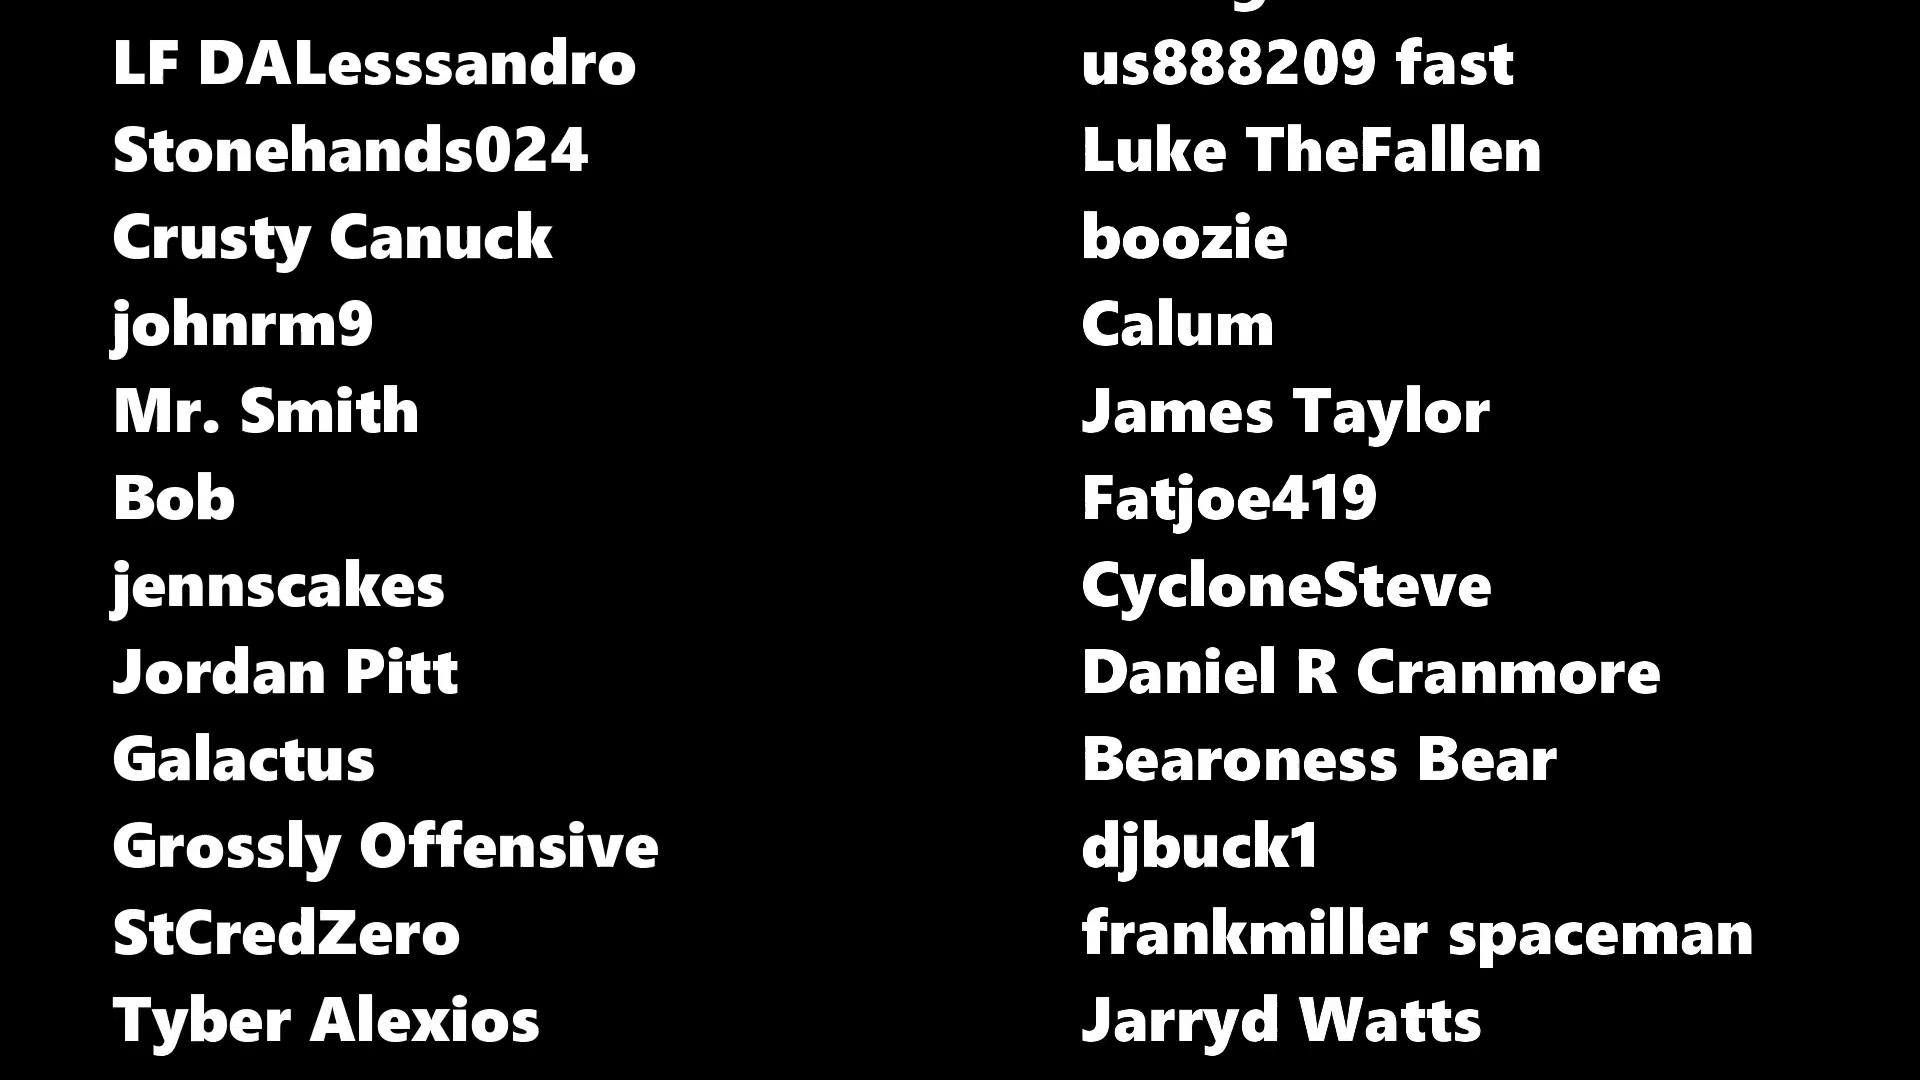 LF DALesssandro
Stonehands024
Crusty Canuck
johnrm9
Mr. Smith
Bob
jennscakes
Jordan Pitt
Galactus
Grossly Offensive
StCredZero
Tyber Alexios
us888209 fast
Luke TheFallen
boozie
Calum
James Taylor
Fatjoe419
CycloneSteve
Daniel R Cranmore
Bearoness Bear
djbuck1
frankmiller spaceman
Jarryd Watts